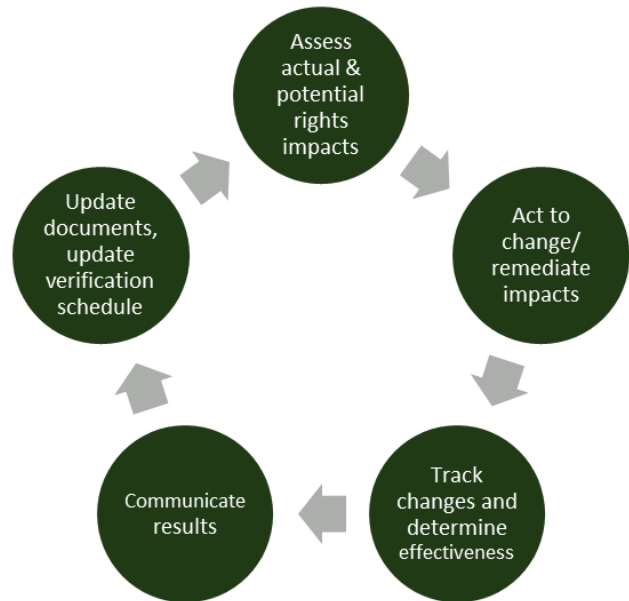 Assess
actual &
potential
rights
impacts
Act to
change/
remediate
impacts
Track
changes and
determine
effectiveness
Communicate
results
Update
documents,
update
verification
schedule